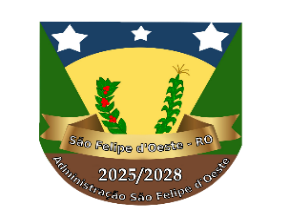 São Felipe d'Oeste - RO
2025/2028
Administração São Felipe d'Oeste